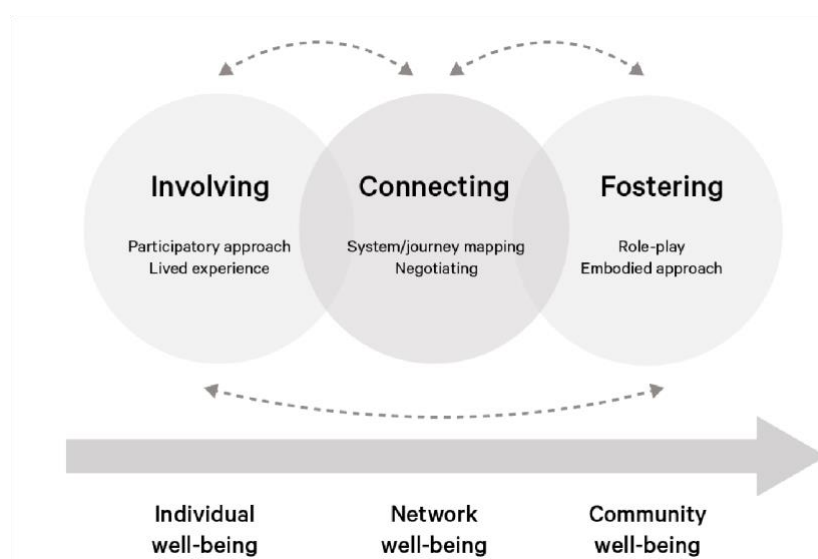 Involving
Participatory approach
Lived experience
Connecting
System/journey mapping
Negotiating
Fostering
Role-play
Embodied approach
Individual
well-being
Network
well-being
Community
well-being